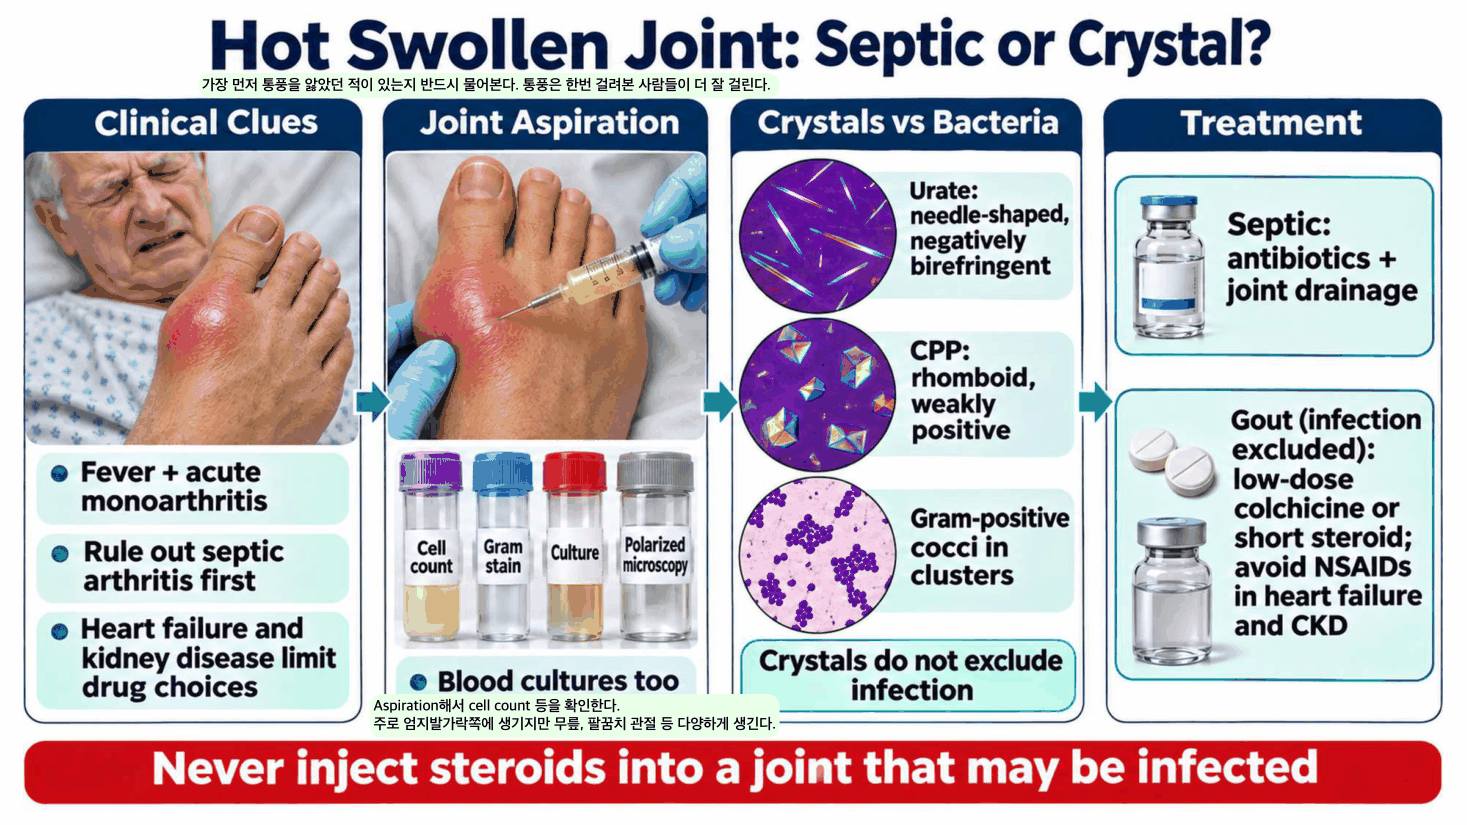 Hot Swollen Joint: Septic or Crystal?
가장 먼저 통풍을 앓았던 적이 있는지 반드시 물어본다. 통풍은 한번 걸려본 사람들이 더 잘 걸린다.
Clinical Clues
Fever + acute
monoarthritis
Rule out septic
arthritis first
Heart failure and
kidney disease limit
drug choices
Joint Aspiration
Cell
count
Gram
stain
Culture
Polarized
microscopy
Blood cultures too
Aspiration해서 cell count 등을 확인한다.
주로 엄지발가락쪽에 생기지만 무릎, 팔꿈치 관절 등 다양하게 생긴다.
Crystals vs Bacteria
Urate:
needle-shaped,
negatively
birefringent
CPP:
rhomboid,
weakly
positive
Gram-positive
cocci in
clusters
Crystals do not exclude
infection
Treatment
Septic:
antibiotics +
joint drainage
Gout (infection
excluded):
low-dose
colchicine or
short steroid;
avoid NSAIDs
in heart failure
and CKD
Never inject steroids into a joint that may be infected